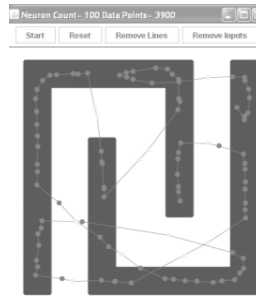 Neuron Count- 100 Data Points- 3900
Start Reset Remove Lines Remove Inputs